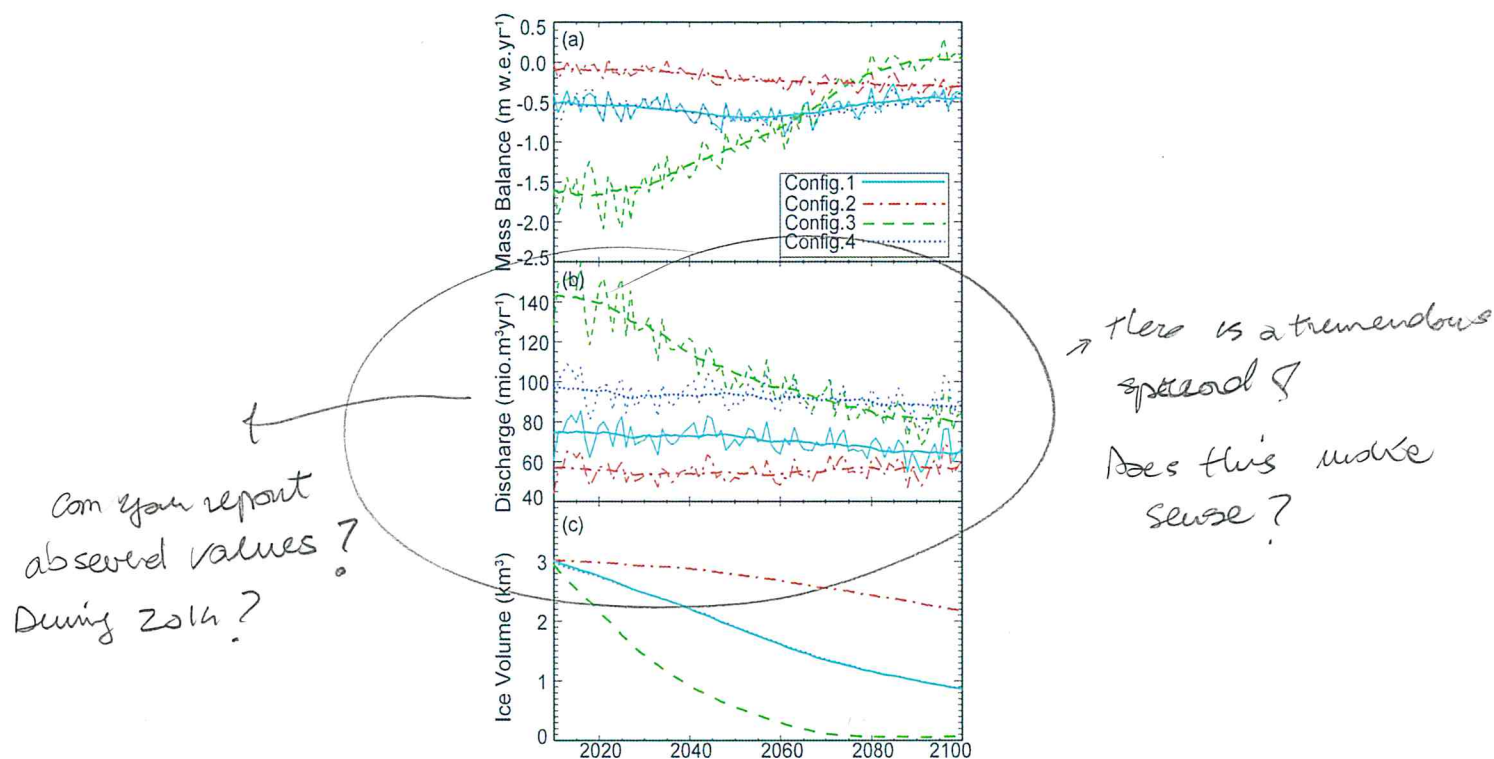 0.5
0.0
-0.5
-1.0
-1.5
-2.0
-2.5
Mass Balance (m w.e.yr⁻¹)
(a)
Config.1
Config.2
Config.3
Config.4
140
120
100
80
60
40
Discharge (mio.m³yr⁻¹)
(b)
3
2
1
0
Ice Volume (km³)
(c)
2020 2040 2060 2080 2100
can you report
observed values?
During 2014?
there is a tremendous
spread
Does this make
sense?